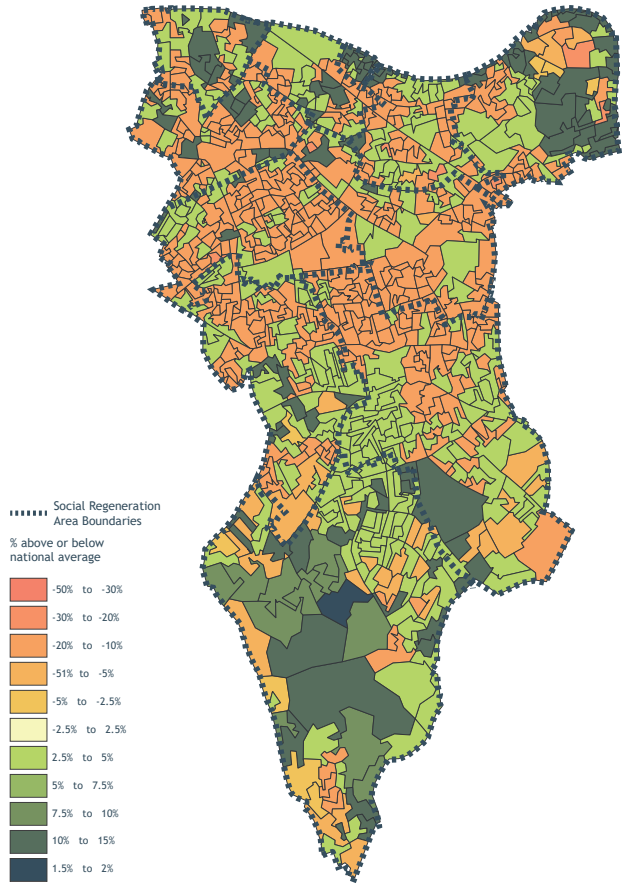 Social Regeneration
Area Boundaries
% above or below
national average
-50% to -30%
-30% to -20%
-20% to -10%
-51% to -5%
-5% to -2.5%
-2.5% to 2.5%
2.5% to 5%
5% to 7.5%
7.5% to 10%
10% to 15%
1.5% to 2%